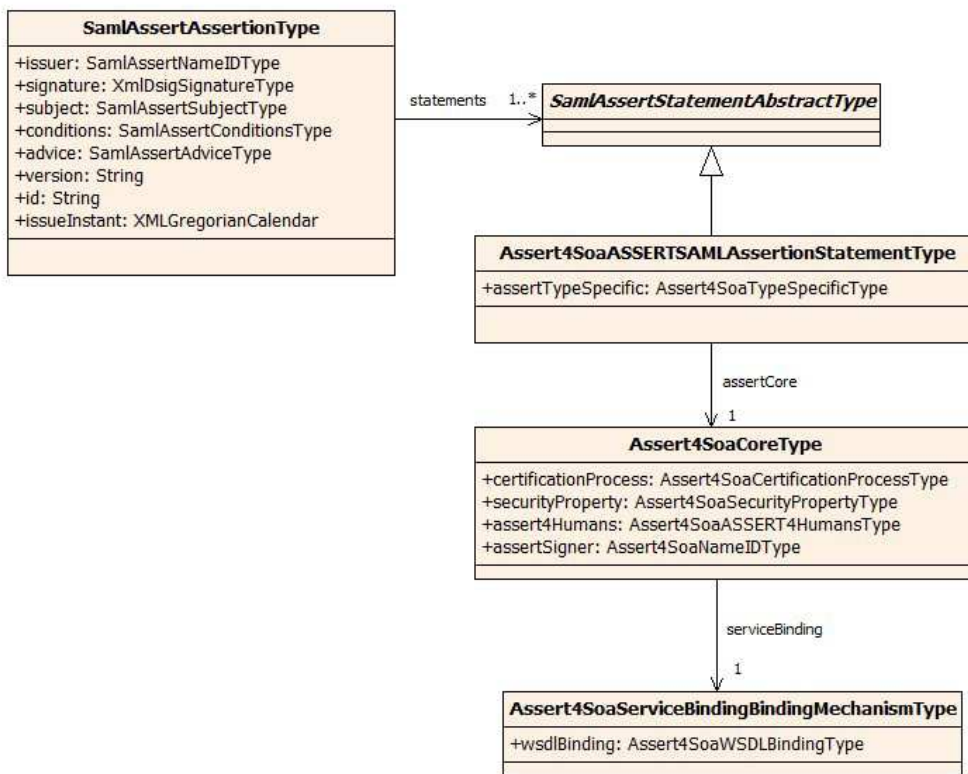 SamlAssertAssertionType
+issuer: SamlAssertNameIDType
+signature: XmlDsigSignatureType
+subject: SamlAssertSubjectType
+conditions: SamlAssertConditionsType
+advice: SamlAssertAdviceType
+version: String
+id: String
+issueInstant: XMLGregorianCalendar
statements 1..*
SamlAssertStatementAbstractType
Assert4SoaASSERTSAMLAssertionStatementType
+assertTypeSpecific: Assert4SoaTypeSpecificType
assertCore
1
Assert4SoaCoreType
+certificationProcess: Assert4SoaCertificationProcessType
+securityProperty: Assert4SoaSecurityPropertyType
+assert4Humans: Assert4SoaASSERT4HumansType
+assertSigner: Assert4SoaNameIDType
serviceBinding
1
Assert4SoaServiceBindingBindingMechanismType
+wsdlBinding: Assert4SoaWSDLBindingType